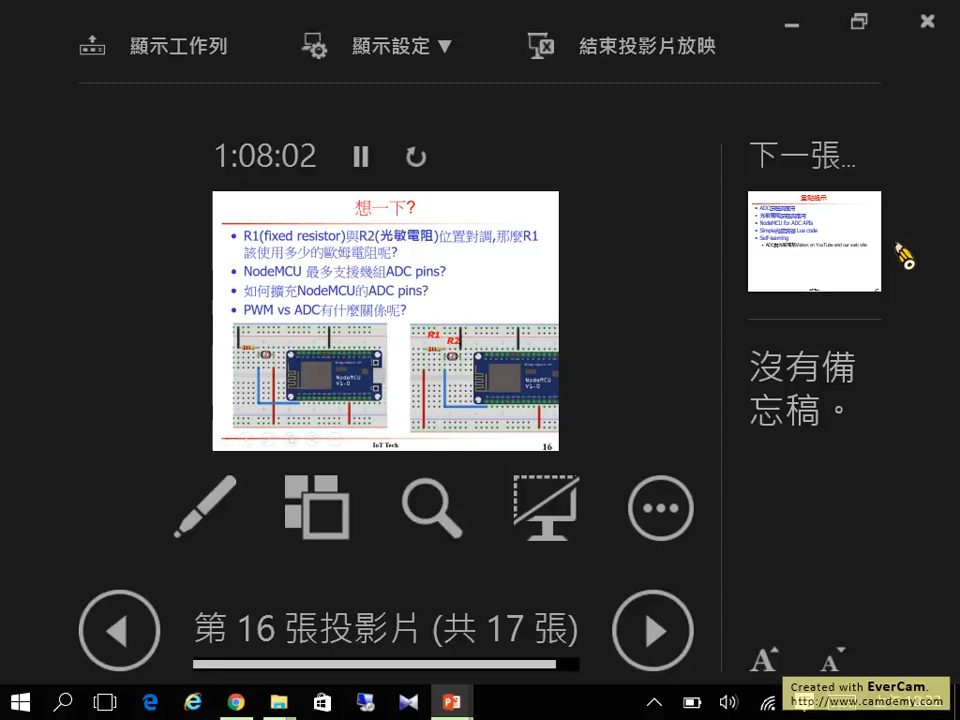 顯示工作列
顯示設定 ▼
結束投影片放映
1:08:02
下一張...
想一下?
• R1(fixed resistor)與R2(光敏電阻)位置對調,那麼R1
該使用多少的歐姆電阻呢?
• NodeMCU 最多支援幾組ADC pins?
• 如何擴充NodeMCU的ADC pins?
• PWM vs ADC有什麼關係呢?
R1
R2
NodeMCU
V1.0
NodeMCU
V1.0
IoT Tech
16
• NodeMCU for ADC APIs
• Self-learning
沒有備
忘稿。
第 16 張投影片 (共 17 張)
A A
Created with EverCam.
http://www.camdemy.com